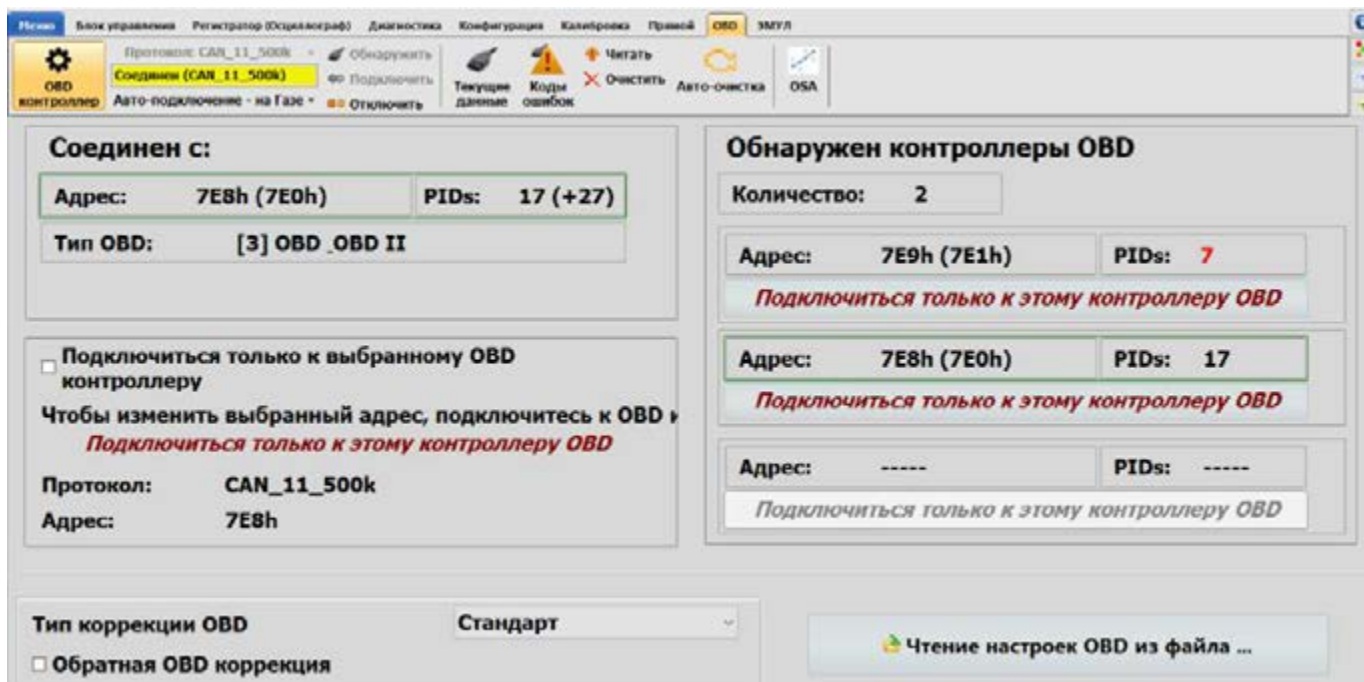 Меню Блок управления Регистратор (Осциллограф) Диагностика Конфигурация Калибровка Прямой OBD ЭМУЛ
OBD контроллер
Протокол: CAN_11_500k
Соединен (CAN_11_500k)
Авто-подключение - на Газе
Обнаружить
Подключить
Отключить
Текущие данные
Коды ошибок
Читать
Очистить
Авто-очистка
OSA
Соединен с:
Адрес: 7E8h (7E0h) PIDs: 17 (+27)
Тип OBD: [3] OBD _OBD II
Подключиться только к выбранному OBD
контроллеру
Чтобы изменить выбранный адрес, подключитесь к OBD и
Подключиться только к этому контроллеру OBD
Протокол: CAN_11_500k
Адрес: 7E8h
Обнаружен контроллеры OBD
Количество: 2
Адрес: 7E9h (7E1h) PIDs: 7
Подключиться только к этому контроллеру OBD
Адрес: 7E8h (7E0h) PIDs: 17
Подключиться только к этому контроллеру OBD
Адрес: ----- PIDs: -----
Подключиться только к этому контроллеру OBD
Тип коррекции OBD Стандарт
Обратная OBD коррекция
Чтение настроек OBD из файла ...